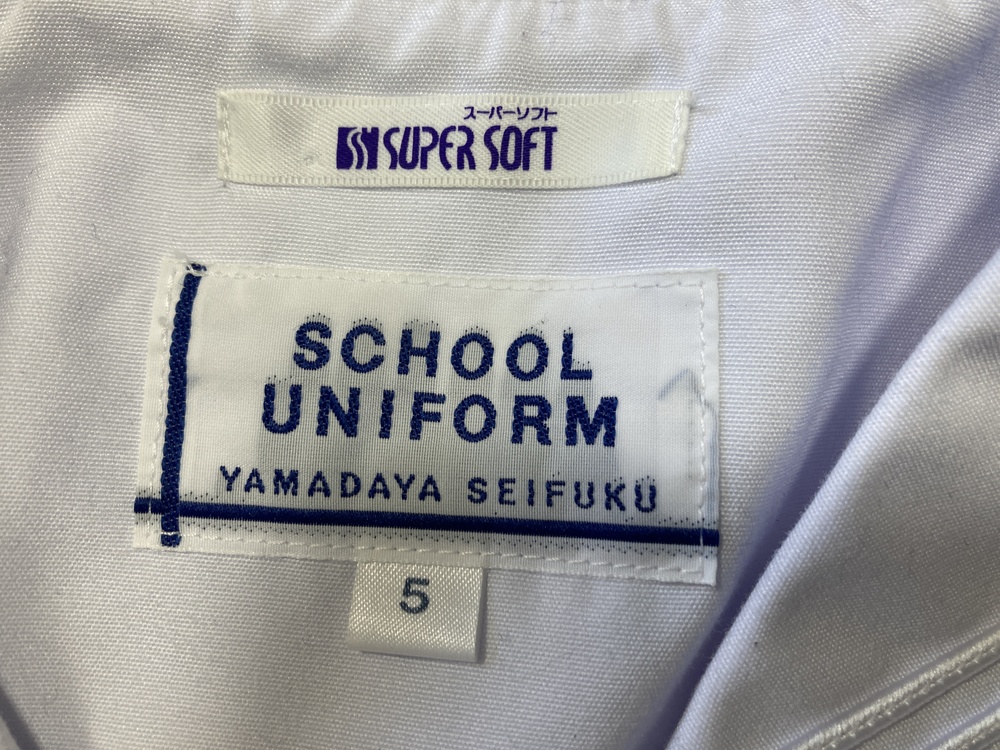 スーパーソフト
SUPER SOFT
SCHOOL
UNIFORM
YAMADAYA SEIFUKU
5